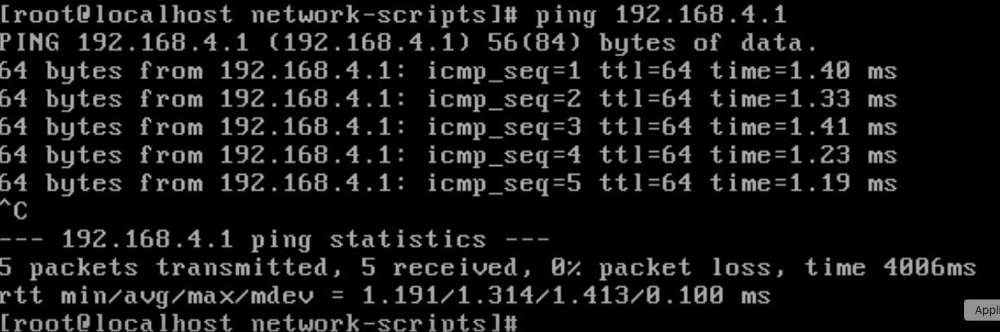 [root@localhost network-scripts]# ping 192.168.4.1
PING 192.168.4.1 (192.168.4.1) 56(84) bytes of data.
64 bytes from 192.168.4.1: icmp_seq=1 ttl=64 time=1.40 ms
64 bytes from 192.168.4.1: icmp_seq=2 ttl=64 time=1.33 ms
64 bytes from 192.168.4.1: icmp_seq=3 ttl=64 time=1.41 ms
64 bytes from 192.168.4.1: icmp_seq=4 ttl=64 time=1.23 ms
64 bytes from 192.168.4.1: icmp_seq=5 ttl=64 time=1.19 ms
^C
--- 192.168.4.1 ping statistics ---
5 packets transmitted, 5 received, 0% packet loss, time 4006ms
rtt min/avg/max/mdev = 1.191/1.314/1.413/0.100 ms
[root@localhost network-scripts]#
Appli